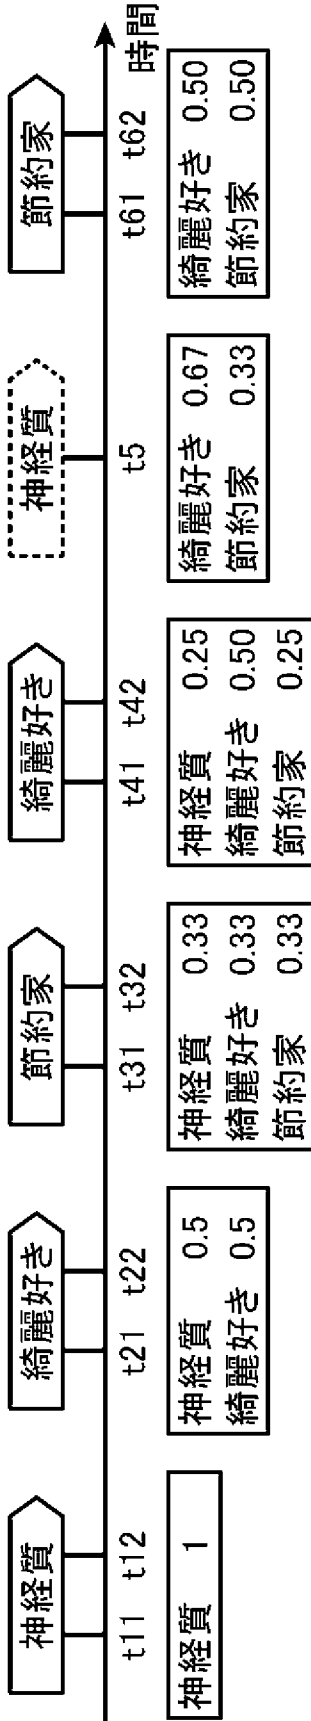 神経質
綺麗好き
節約家
綺麗好き
神経質
節約家
t11 t12 t21 t22 t31 t32 t41 t42 t5 t61 t62 時間
神経質 1
神経質 0.5
綺麗好き 0.5
神経質 0.33
綺麗好き 0.33
節約家 0.33
神経質 0.25
綺麗好き 0.50
節約家 0.25
綺麗好き 0.67
節約家 0.33
綺麗好き 0.50
節約家 0.50